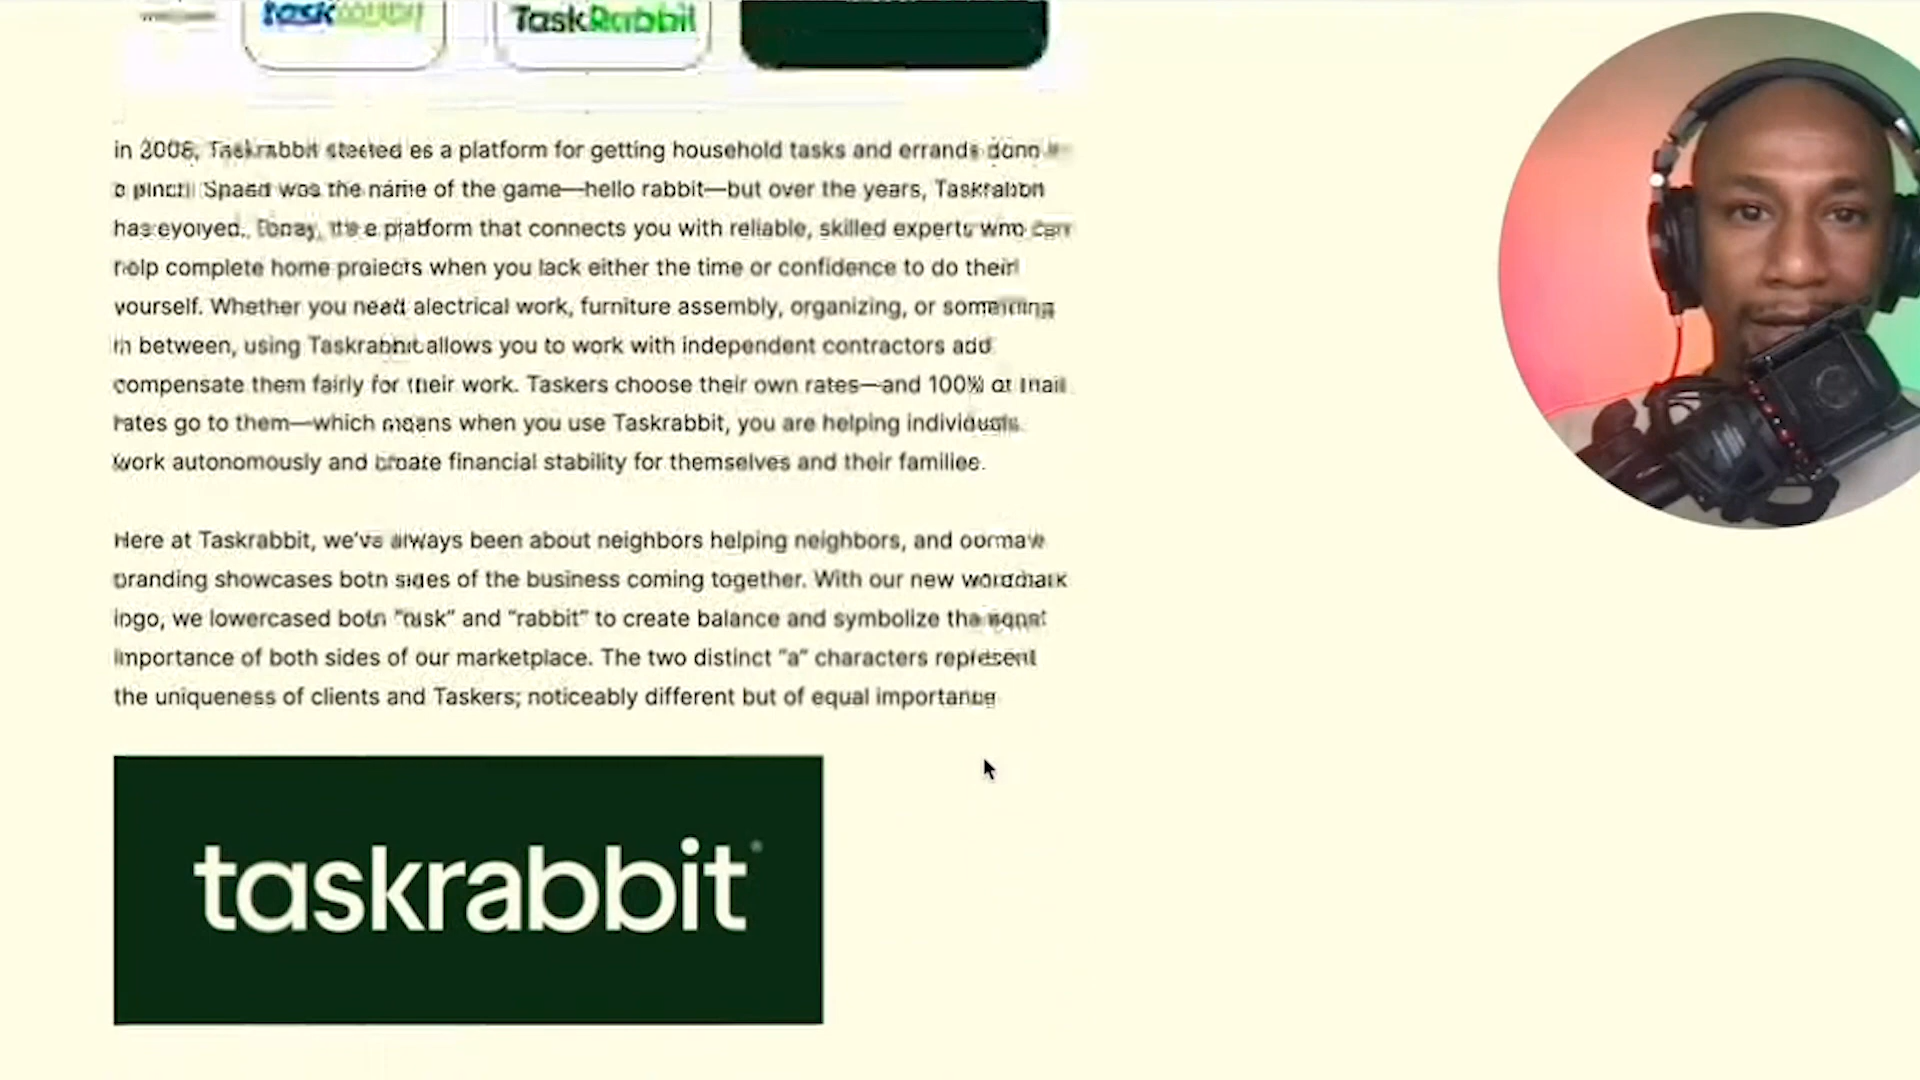 task
TaskRabbit
in 2008, Taskrabbit started as a platform for getting household tasks and errands done
a pinch. Speed was the name of the game—hello rabbit—but over the years, Taskrabbit
has evolved. Today, it's a platform that connects you with reliable, skilled experts who can
help complete home projects when you lack either the time or confidence to do them
yourself. Whether you need electrical work, furniture assembly, organizing, or something
in between, using Taskrabbit allows you to work with independent contractors and
compensate them fairly for their work. Taskers choose their own rates—and 100% of their
rates go to them—which means when you use Taskrabbit, you are helping individuals
work autonomously and create financial stability for themselves and their families.
Here at Taskrabbit, we've always been about neighbors helping neighbors, and our new
branding showcases both sides of the business coming together. With our new wordmark
logo, we lowercased both "task" and "rabbit" to create balance and symbolize the equal
importance of both sides of our marketplace. The two distinct "a" characters represent
the uniqueness of clients and Taskers; noticeably different but of equal importance
taskrabbit